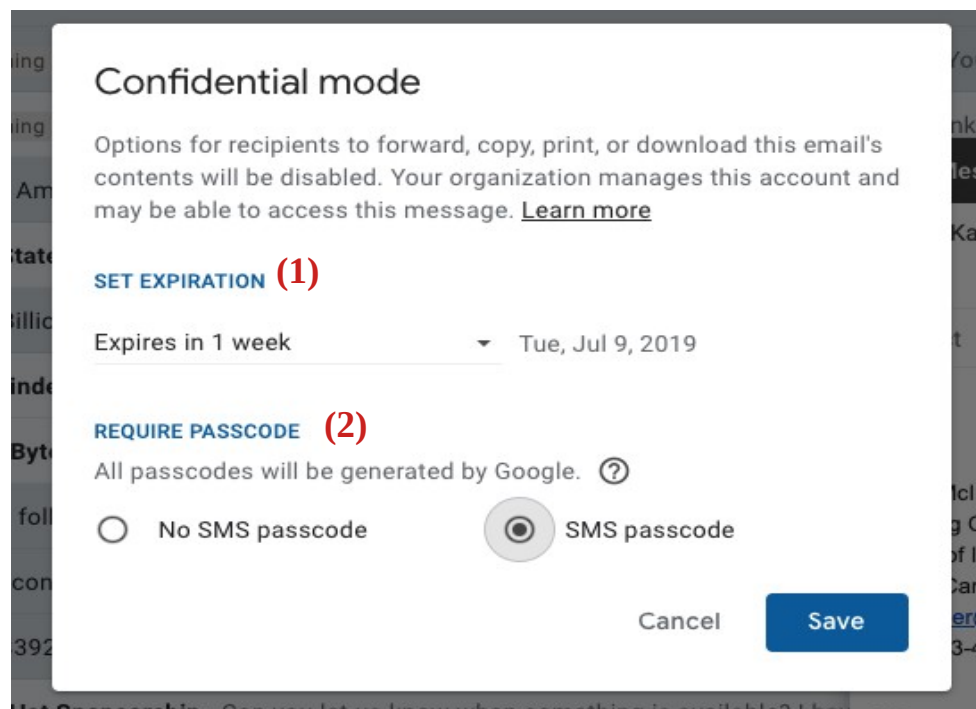 Confidential mode
Options for recipients to forward, copy, print, or download this email's
contents will be disabled. Your organization manages this account and
may be able to access this message. Learn more
SET EXPIRATION (1)
Expires in 1 week Tue, Jul 9, 2019
REQUIRE PASSCODE (2)
All passcodes will be generated by Google. ?
No SMS passcode SMS passcode
Cancel Save